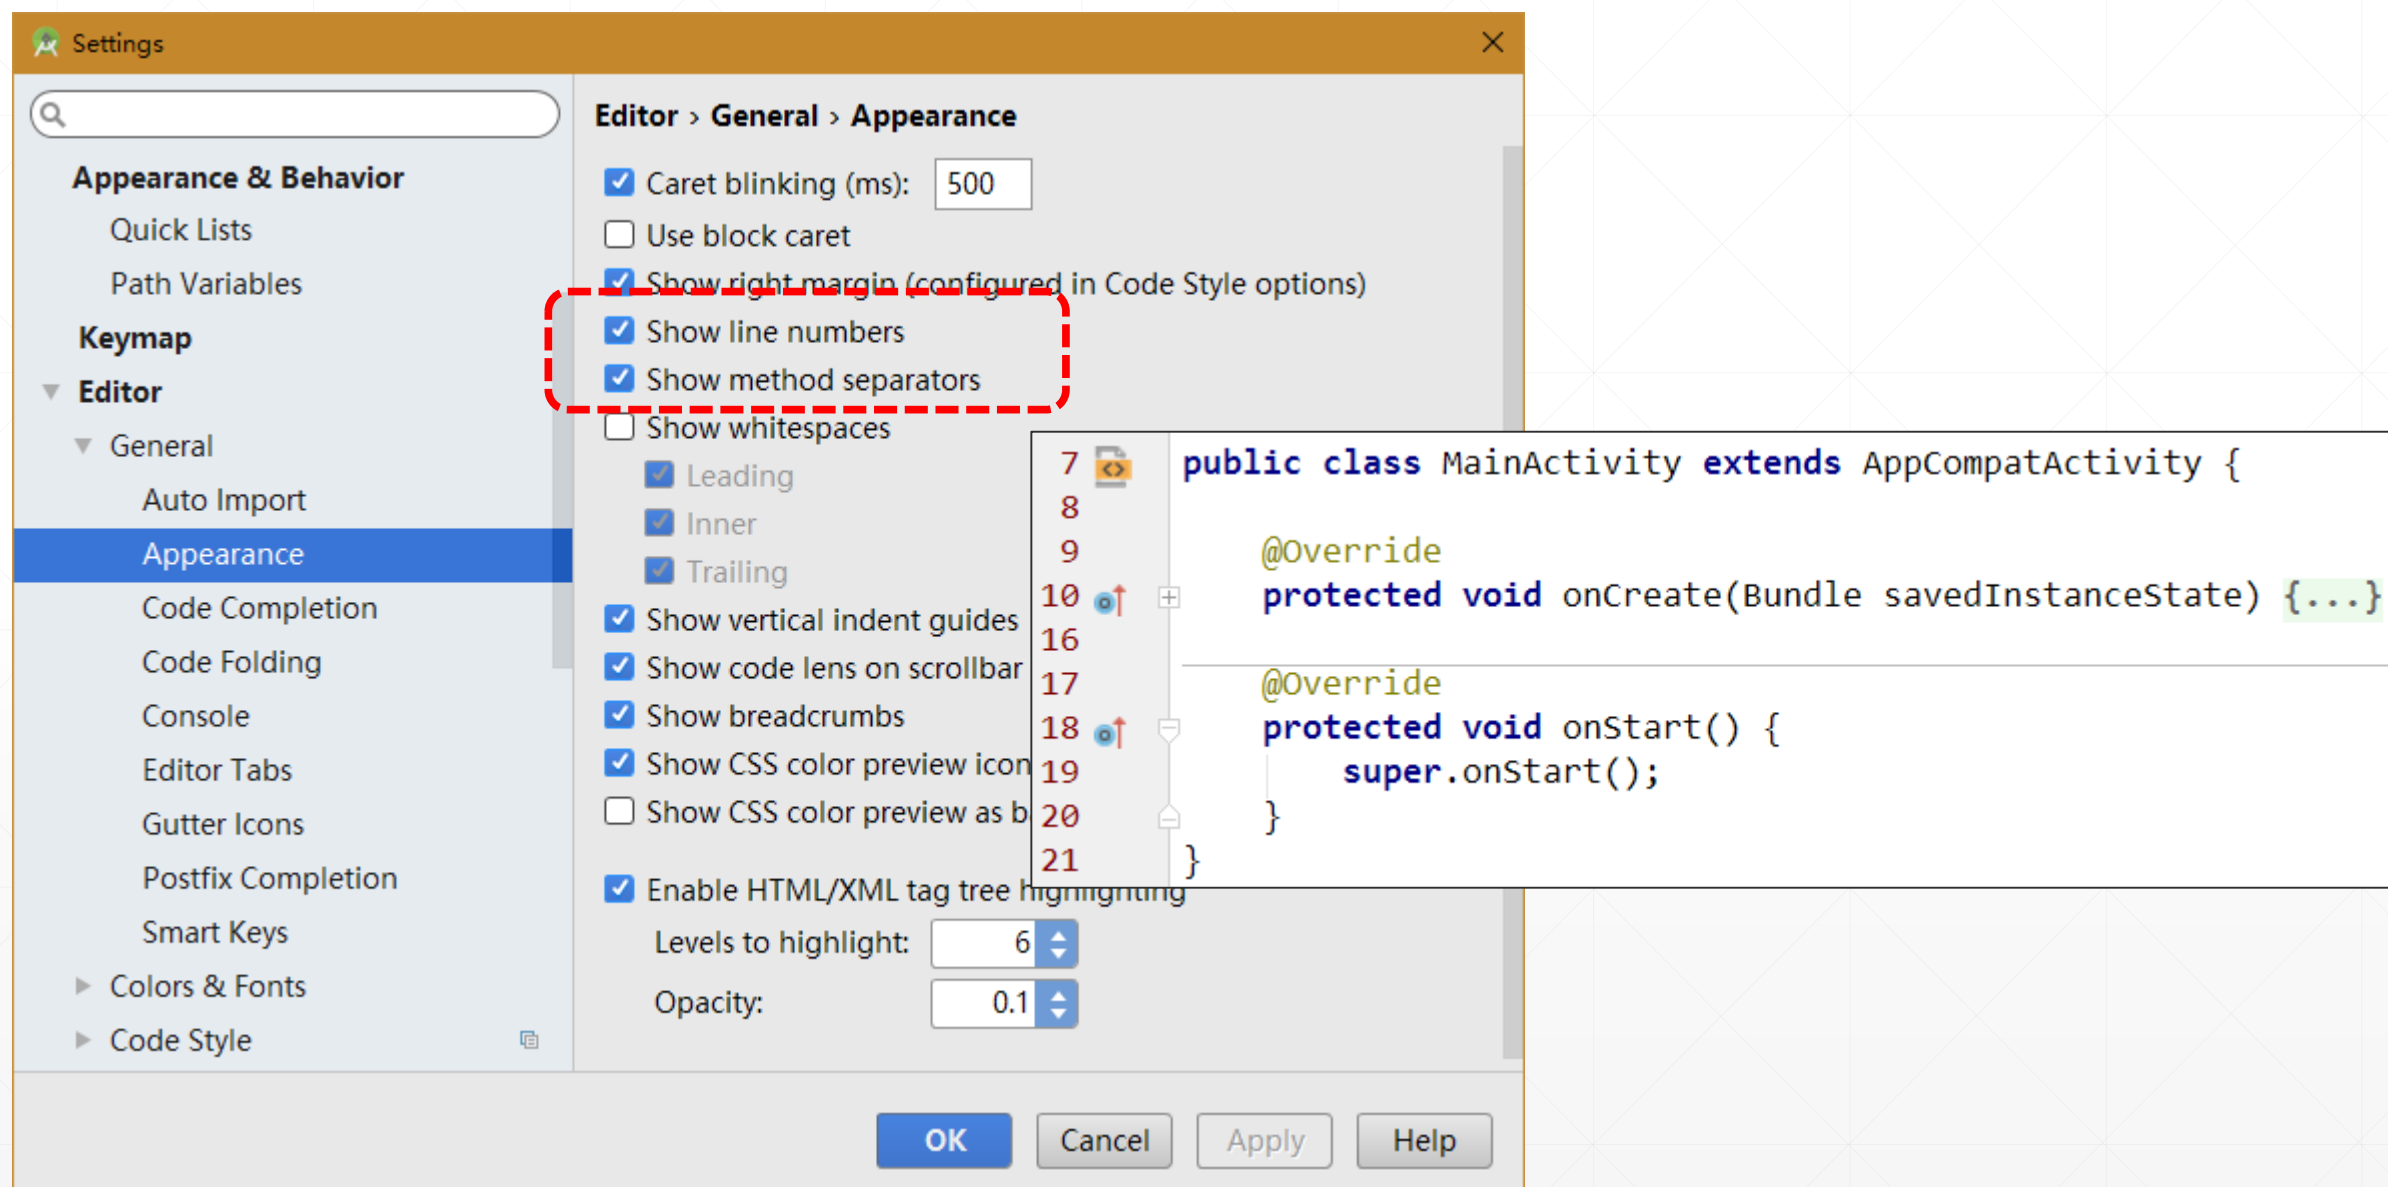 Settings
Appearance & Behavior
Quick Lists
Path Variables
Keymap
Editor
General
Auto Import
Appearance
Code Completion
Code Folding
Console
Editor Tabs
Gutter Icons
Postfix Completion
Smart Keys
Colors & Fonts
Code Style
Editor › General › Appearance
Caret blinking (ms): 500
Use block caret
Show right margin (configured in Code Style options)
Show line numbers
Show method separators
Show whitespaces
Leading
Inner
Trailing
Show vertical indent guides
Show code lens on scrollbar
Show breadcrumbs
Show CSS color preview icon
Show CSS color preview as
Enable HTML/XML tag tree highlighting
Levels to highlight: 6
Opacity: 0.1
OK Cancel Apply Help
7 public class MainActivity extends AppCompatActivity {
8
9 @Override
10 protected void onCreate(Bundle savedInstanceState) {...}
16
17 @Override
18 protected void onStart() {
19 super.onStart();
20 }
21 }